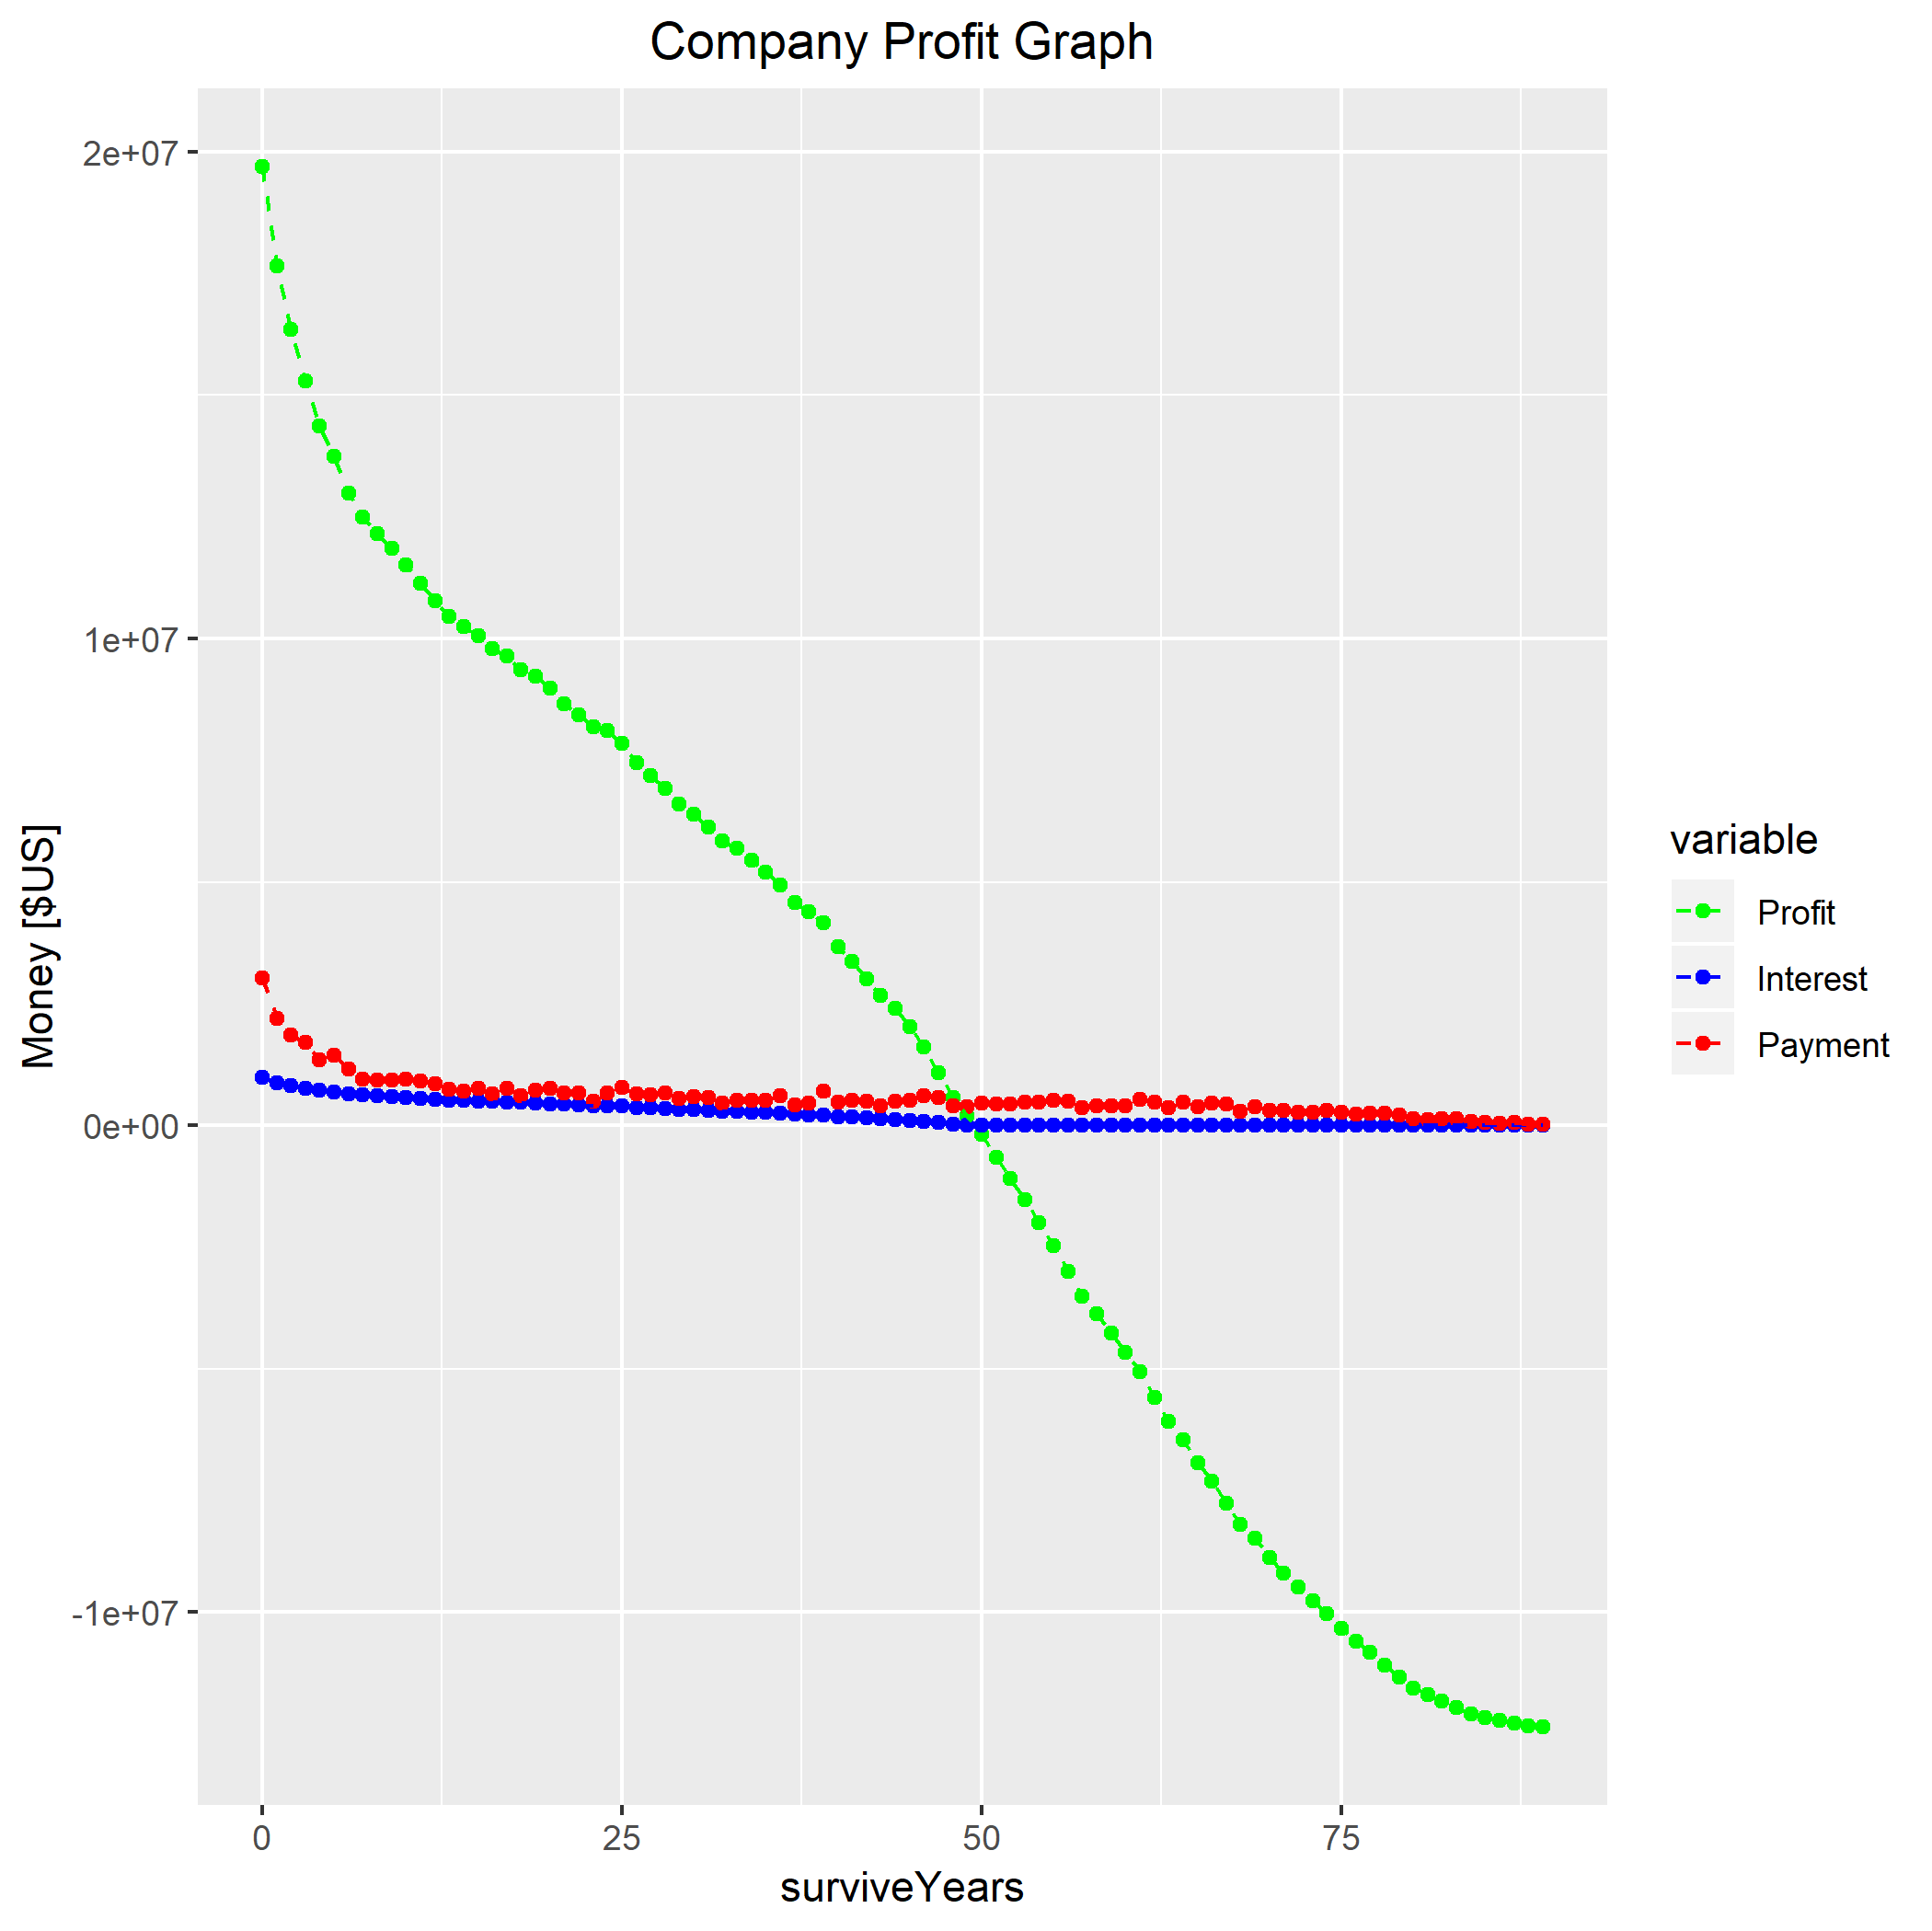 Company Profit Graph
2e+07
1e+07
0e+00
-1e+07
Money [$US]
0 25 50 75
surviveYears
variable
Profit
Interest
Payment